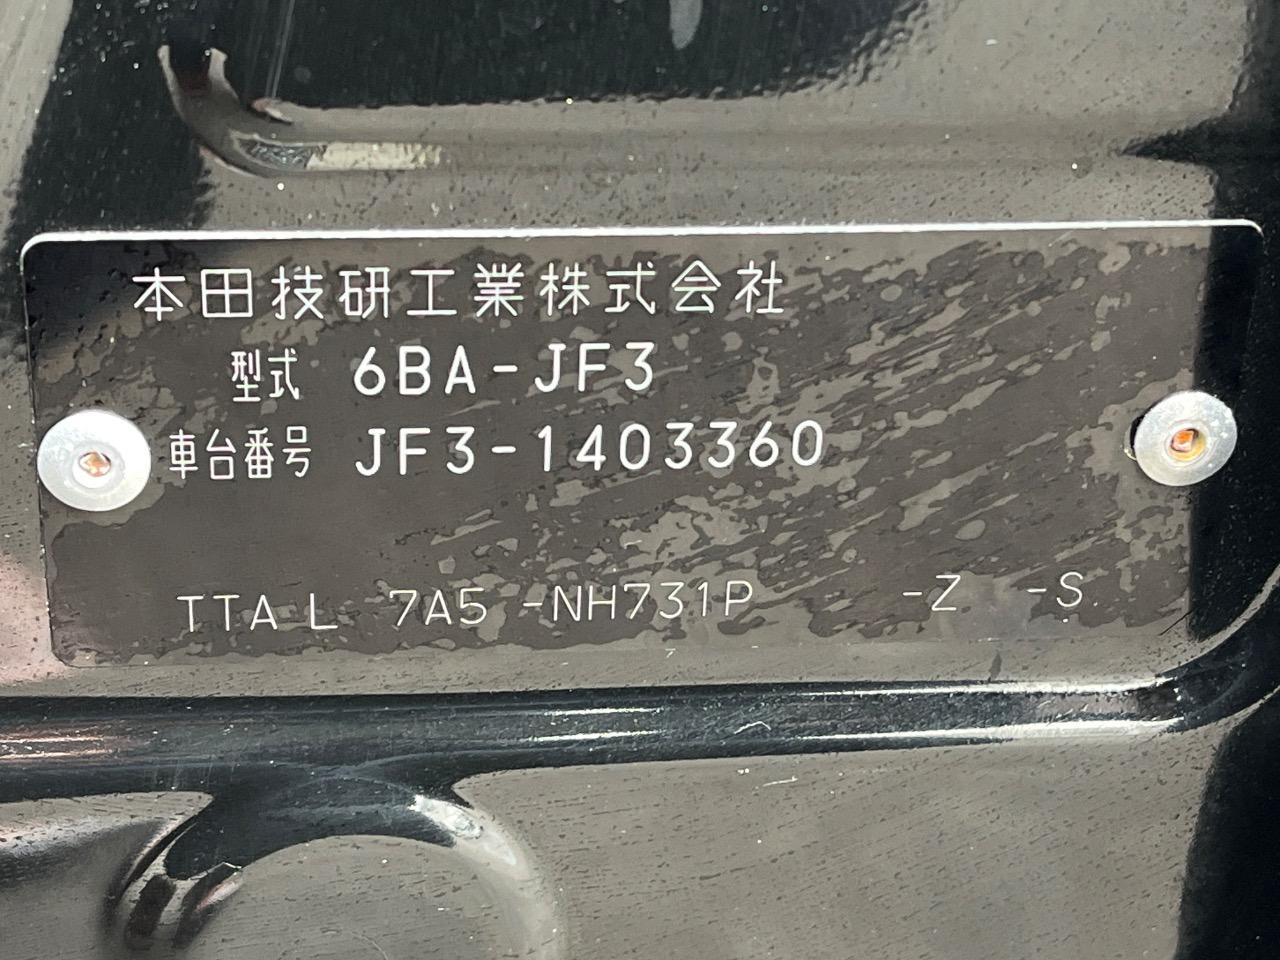 本田技研工業株式会社
型式 6BA-JF3
車台番号 JF3-1403360
TTA L 7A5 -NH731P -Z -S